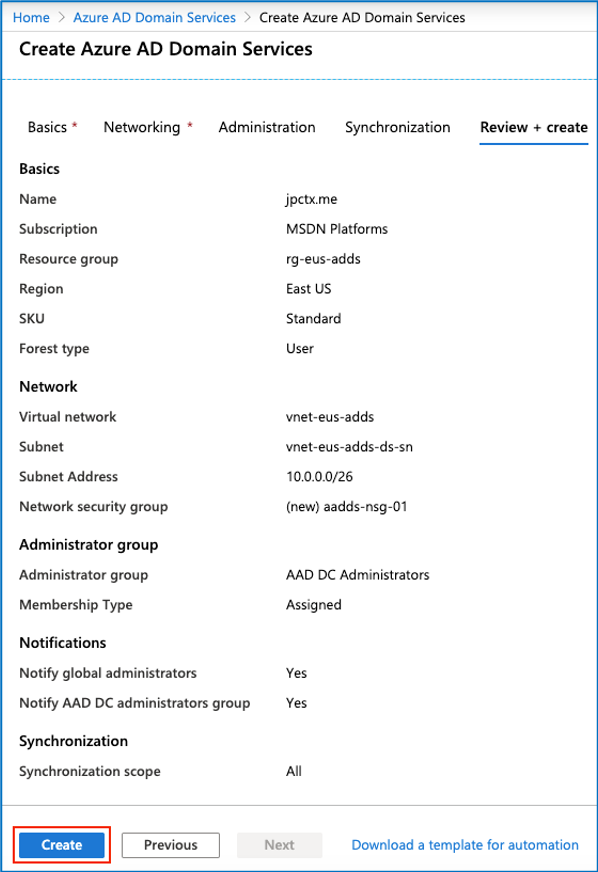 Home > Azure AD Domain Services > Create Azure AD Domain Services
Create Azure AD Domain Services
Basics * Networking * Administration Synchronization Review + create
Basics
Name jpctx.me
Subscription MSDN Platforms
Resource group rg-eus-adds
Region East US
SKU Standard
Forest type User
Network
Virtual network vnet-eus-adds
Subnet vnet-eus-adds-ds-sn
Subnet Address 10.0.0.0/26
Network security group (new) aadds-nsg-01
Administrator group
Administrator group AAD DC Administrators
Membership Type Assigned
Notifications
Notify global administrators Yes
Notify AAD DC administrators group Yes
Synchronization
Synchronization scope All
Create Previous Next Download a template for automation